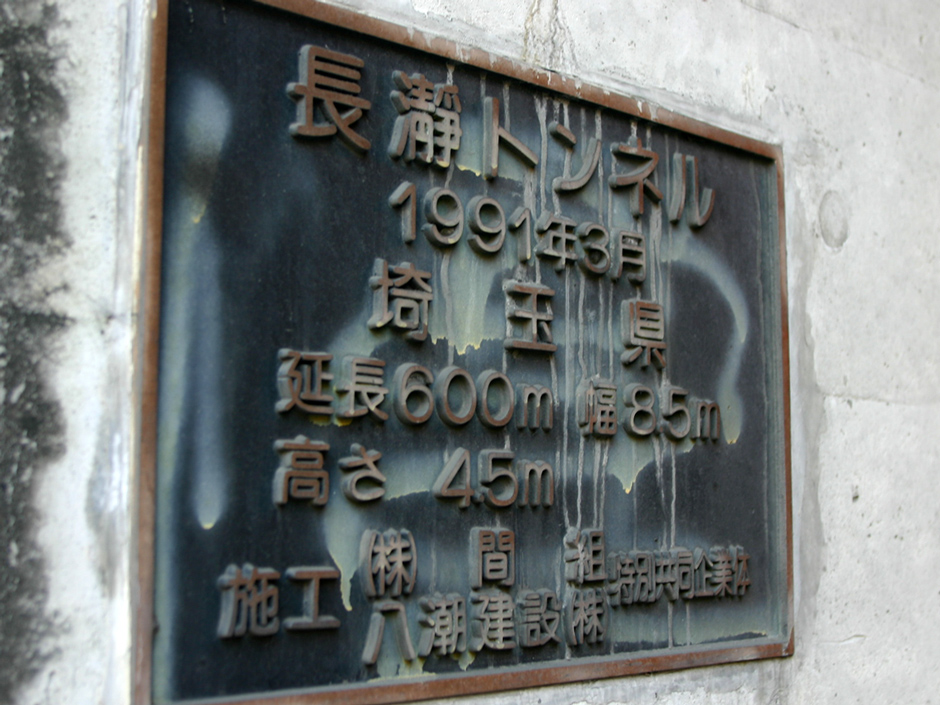 長瀞トンネル
1991年3月
埼玉県
延長600m 幅8.5m
高さ 4.5m
施工 ㈱間組 八潮建設㈱ 特別共同企業体